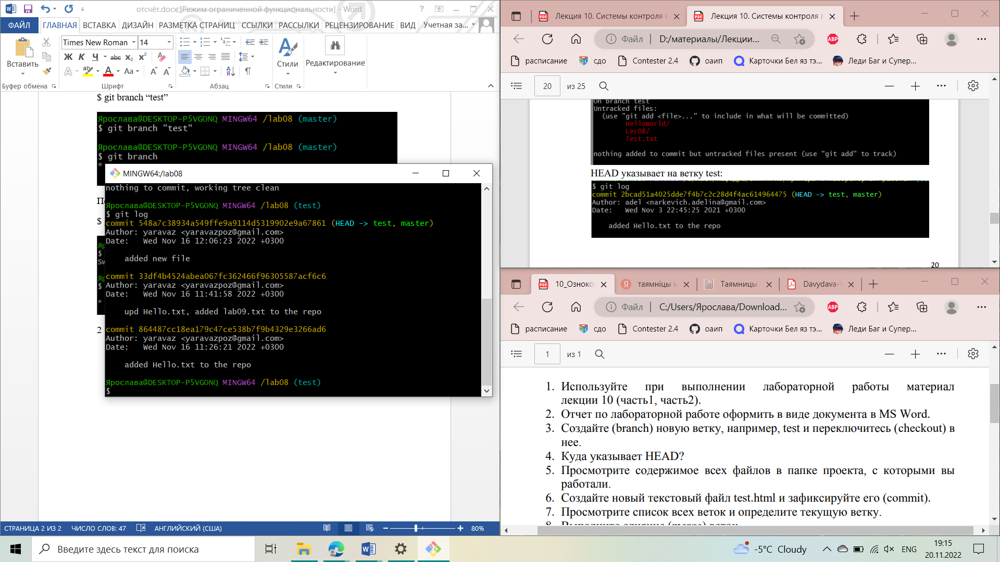 отсчёт.docx [Режим ограниченной функциональности] - Word
ФАЙЛ ГЛАВНАЯ ВСТАВКА ДИЗАЙН РАЗМЕТКА СТРАНИЦ ССЫЛКИ РАССЫЛКИ РЕЦЕНЗИРОВАНИЕ ВИД Учетная за...
Times New Roman 14
Вставить
Ж К Ч abc x₂ x²
Стили
Редактирование
Буфер обмена Шрифт Абзац Стили
$ git branch “test”
Ярослава@DESKTOP-P5VGONQ MINGW64 /lab08 (master)
$ git branch "test"
Ярослава@DESKTOP-P5VGONQ MINGW64 /lab08 (master)
$ git branch
*
MINGW64:/lab08
nothing to commit, working tree clean
Ярослава@DESKTOP-P5VGONQ MINGW64 /lab08 (test)
$ git log
commit 548a7c38934a549ffe9a9114d5319902e9a67861 (HEAD -> test, master)
Author: yaravaz <yaravazpoz@gmail.com>
Date:   Wed Nov 16 12:06:23 2022 +0300
added new file
commit 33df4b4524abea067fc362466f96305587acf6c6
Author: yaravaz <yaravazpoz@gmail.com>
Date:   Wed Nov 16 11:41:58 2022 +0300
upd Hello.txt, added lab09.txt to the repo
commit 864487cc18ea179c47ce538b7f9b4329e3266ad6
Author: yaravaz <yaravazpoz@gmail.com>
Date:   Wed Nov 16 11:26:21 2022 +0300
added Hello.txt to the repo
Ярослава@DESKTOP-P5VGONQ MINGW64 /lab08 (test)
$
2
СТРАНИЦА 2 ИЗ 2 ЧИСЛО СЛОВ: 47 АНГЛИЙСКИЙ (США) 80%
Лекция 10. Системы контроля в Лекция 10. Системы контроля в
Файл D:/материалы/Лекции... ABP
расписание сдо Contester 2.4 оаип Карточки Бел яз тэ... Леди Баг и Супер...
20 из 25
On branch test
Untracked files:
(use "git add <file>..." to include in what will be committed)
HelloWorld/
Lec08/
Test.txt
nothing added to commit but untracked files present (use "git add" to track)
HEAD указывает на ветку test:
$ git log
commit 2bcad51a4025dde7f4b7c2c28d4f4ac614964475 (HEAD -> test, master)
Author: adel <narkevich.adelina@gmail.com>
Date:   Wed Nov 3 22:45:25 2021 +0300
added Hello.txt to the repo
20
10_Озноко таямніцы м Таямницы Davydava-
Файл C:/Users/Ярослава/Download... ABP
расписание сдо Contester 2.4 оаип Карточки Бел яз тэ... Леди Баг и Супер...
1 из 1
1. Используйте при выполнении лабораторной работы материал
лекции 10 (часть1, часть2).
2. Отчет по лабораторной работе оформить в виде документа в MS Word.
3. Создайте (branch) новую ветку, например, test и переключитесь (checkout) в
нее.
4. Куда указывает HEAD?
5. Просмотрите содержимое всех файлов в папке проекта, с которыми вы
работали.
6. Создайте новый текстовый файл test.html и зафиксируйте его (commit).
7. Просмотрите список всех веток и определите текущую ветку.
8. Выполните слияние (merge) веток
Введите здесь текст для поиска
-5°C Cloudy ENG 19:15
20.11.2022